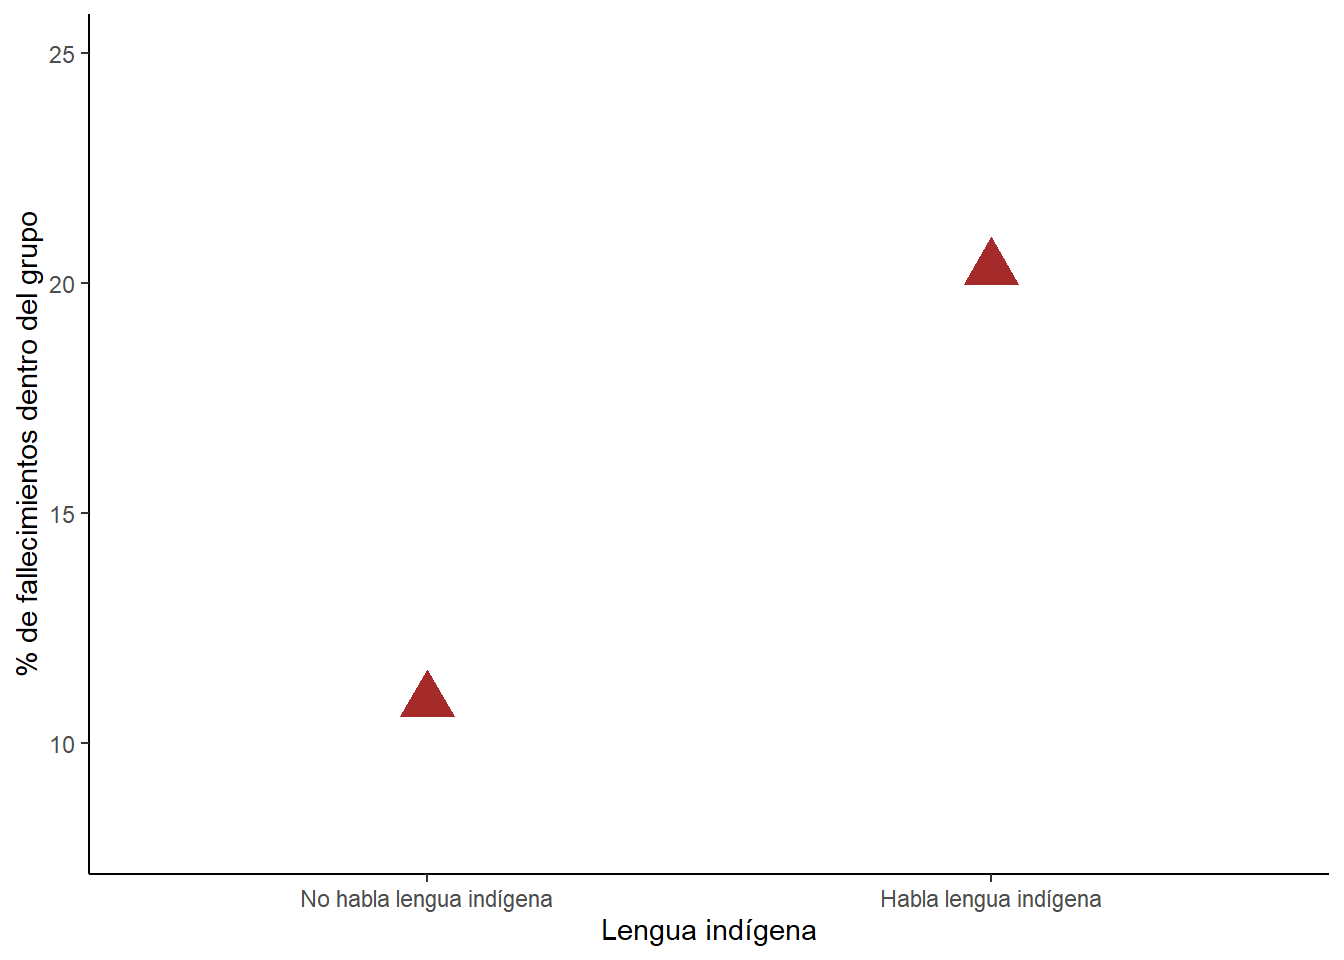 % de fallecimientos dentro del grupo
25
20
15
10
No habla lengua indígena
Habla lengua indígena
Lengua indígena